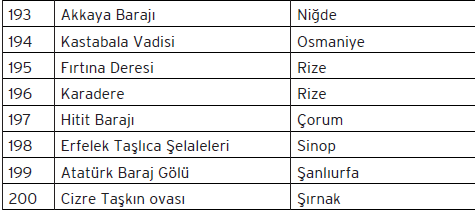 193 Akkaya Barajı Niğde
194 Kastabala Vadisi Osmaniye
195 Fırtına Deresi Rize
196 Karadere Rize
197 Hitit Barajı Çorum
198 Erfelek Taşlıca Şelaleleri Sinop
199 Atatürk Baraj Gölü Şanlıurfa
200 Cizre Taşkın ovası Şırnak